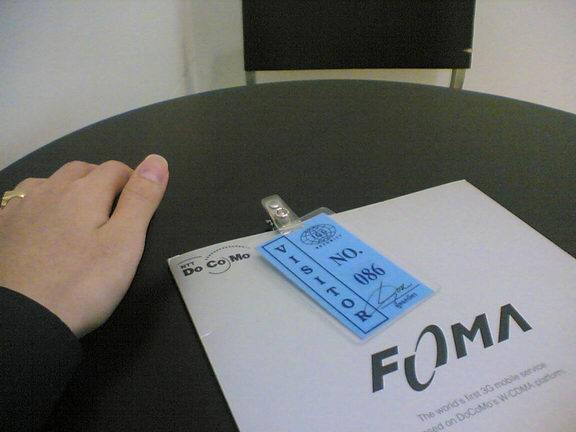 NTT
DoCoMo
VISITOR
NO.
086
FOMA
The world's first 3G mobile service
based on DoCoMo's W-CDMA platform